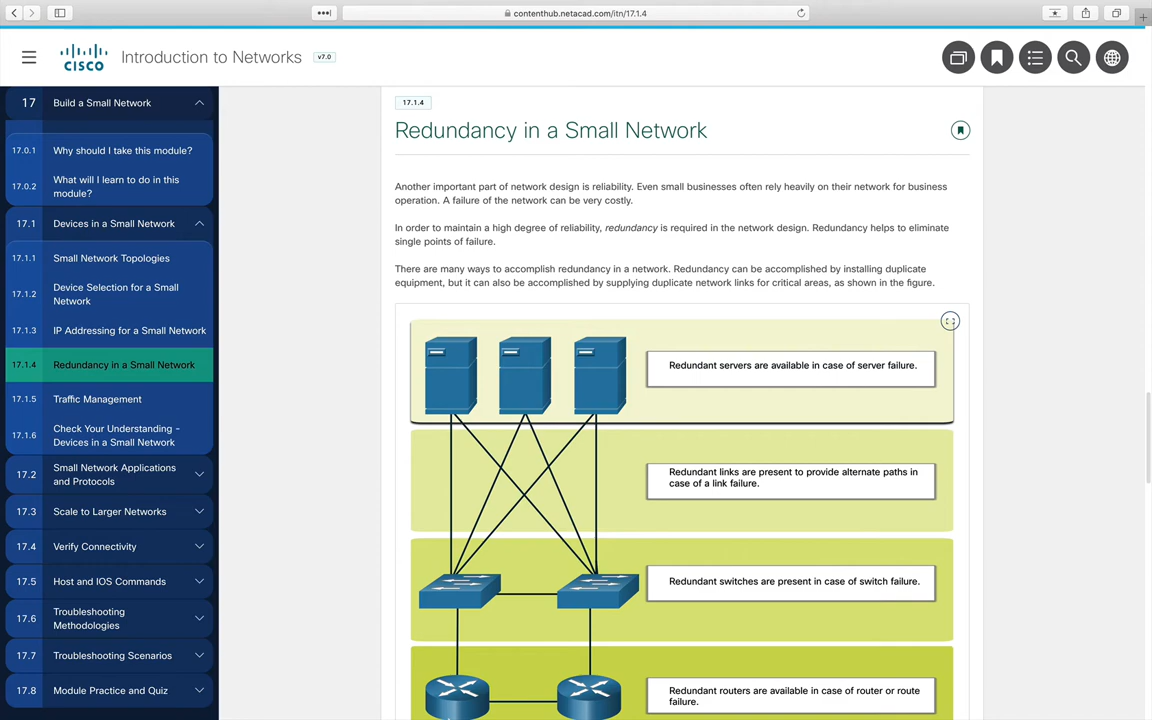 contenthub.netacad.com/itn/17.1.4
CISCO
Introduction to Networks
v7.0
17 Build a Small Network
17.0.1 Why should I take this module?
17.0.2 What will I learn to do in this
module?
17.1 Devices in a Small Network
17.1.1 Small Network Topologies
17.1.2 Device Selection for a Small
Network
17.1.3 IP Addressing for a Small Network
17.1.4 Redundancy in a Small Network
17.1.5 Traffic Management
17.1.6 Check Your Understanding -
Devices in a Small Network
17.2 Small Network Applications
and Protocols
17.3 Scale to Larger Networks
17.4 Verify Connectivity
17.5 Host and IOS Commands
17.6 Troubleshooting
Methodologies
17.7 Troubleshooting Scenarios
17.8 Module Practice and Quiz
17.1.4
Redundancy in a Small Network
Another important part of network design is reliability. Even small businesses often rely heavily on their network for business
operation. A failure of the network can be very costly.
In order to maintain a high degree of reliability, redundancy is required in the network design. Redundancy helps to eliminate
single points of failure.
There are many ways to accomplish redundancy in a network. Redundancy can be accomplished by installing duplicate
equipment, but it can also be accomplished by supplying duplicate network links for critical areas, as shown in the figure.
Redundant servers are available in case of server failure.
Redundant links are present to provide alternate paths in
case of a link failure.
Redundant switches are present in case of switch failure.
Redundant routers are available in case of router or route
failure.